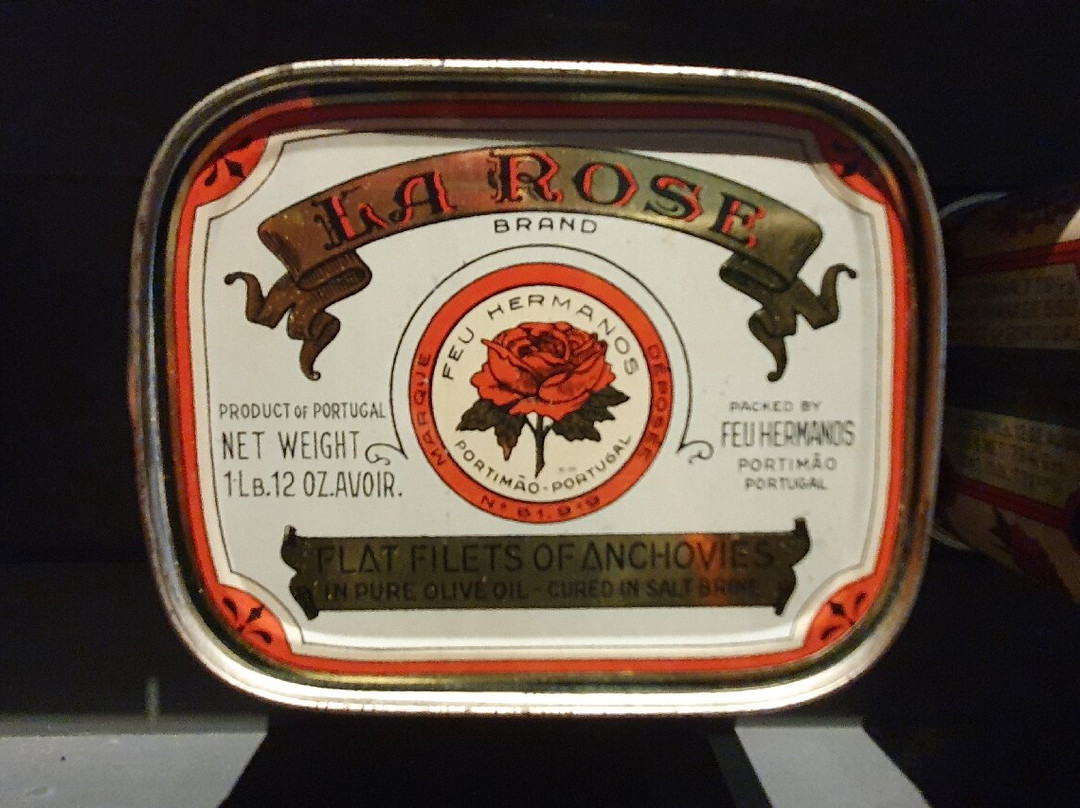 LA ROSE
BRAND
FEU HERMANOS
MARQUE DÉPOSÉE
PORTIMÃO-PORTUGAL
Nº 61.919
PRODUCT of PORTUGAL
NET WEIGHT
1 LB.12 OZ.AVOIR.
PACKED BY
FEU HERMANOS
PORTIMÃO
PORTUGAL
FLAT FILETS OF ANCHOVIES
IN PURE OLIVE OIL - CURED IN SALT BRINE